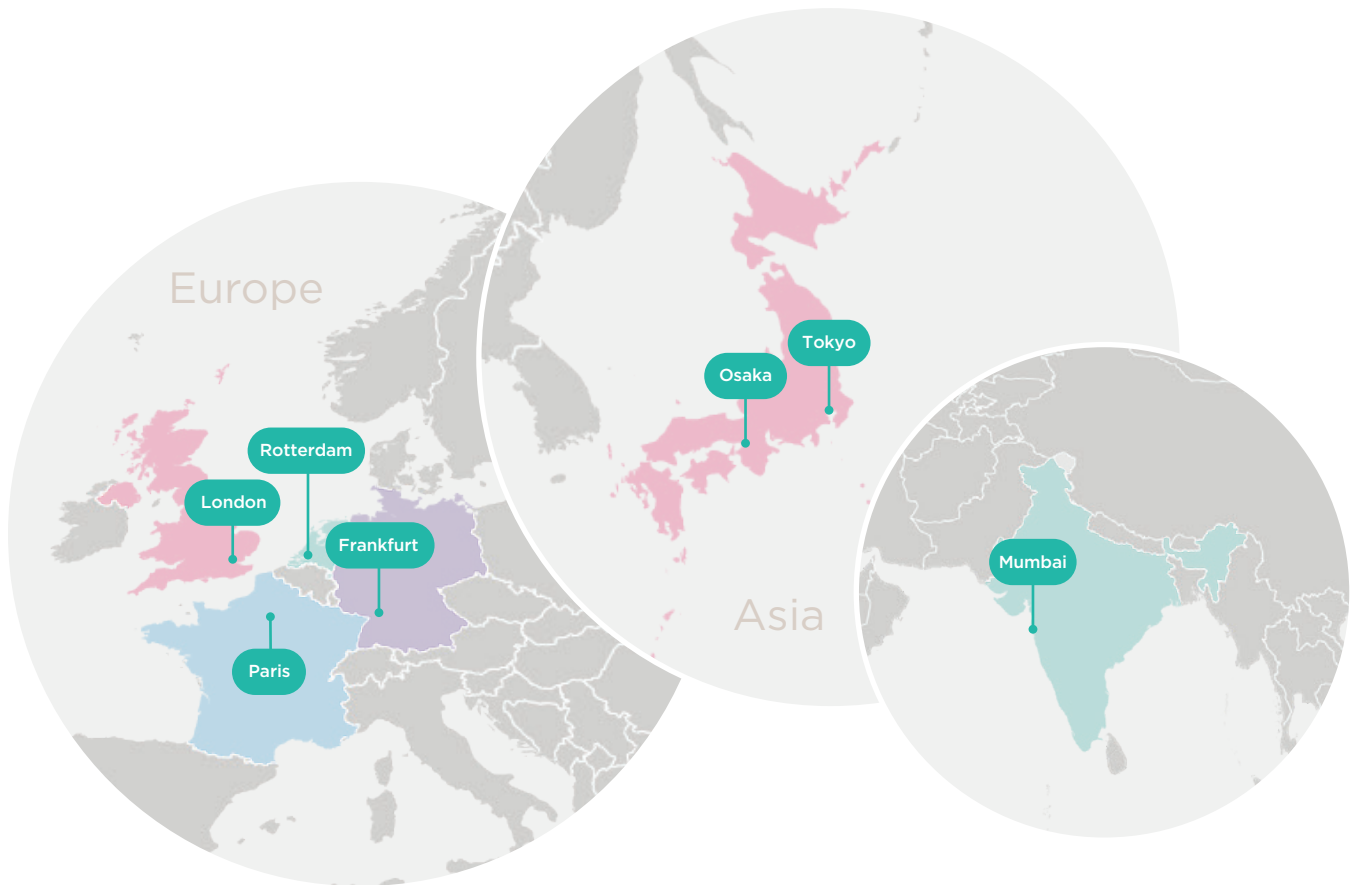 Europe
Rotterdam
London
Frankfurt
Paris
Tokyo
Osaka
Asia
Mumbai